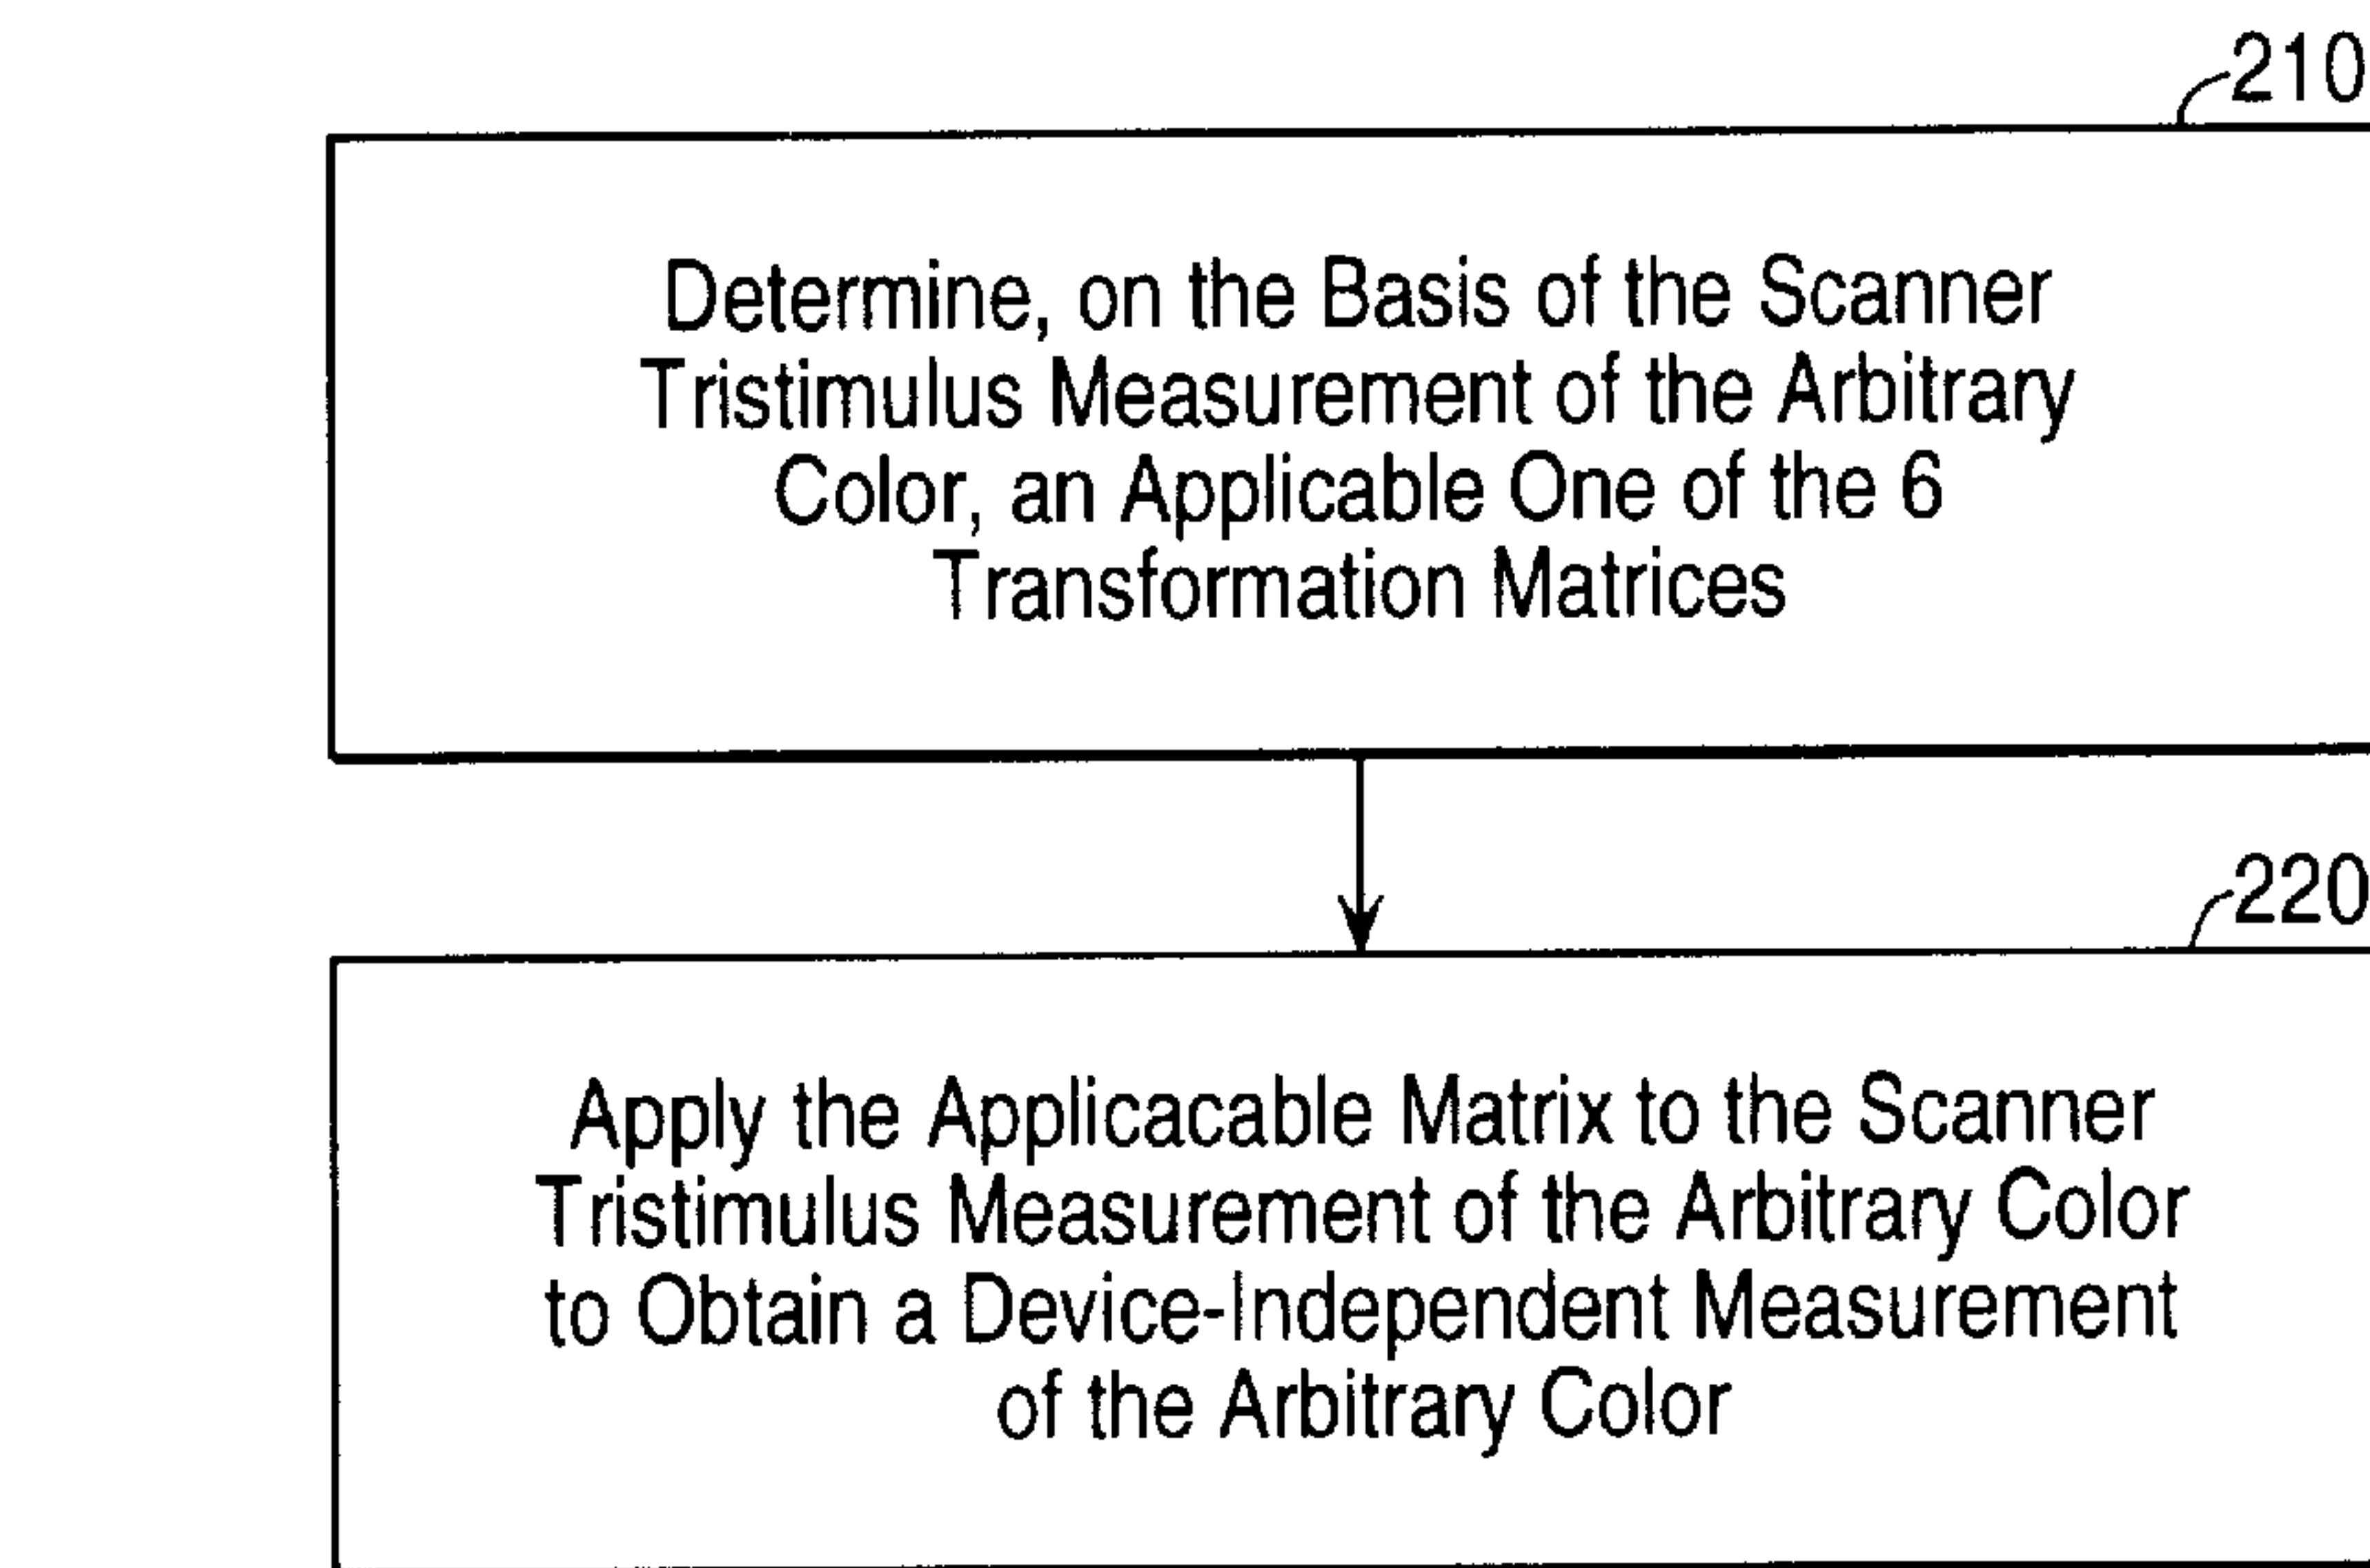 210
Determine, on the Basis of the Scanner
Tristimulus Measurement of the Arbitrary
Color, an Applicable One of the 6
Transformation Matrices
220
Apply the Applicacable Matrix to the Scanner
Tristimulus Measurement of the Arbitrary Color
to Obtain a Device-Independent Measurement
of the Arbitrary Color